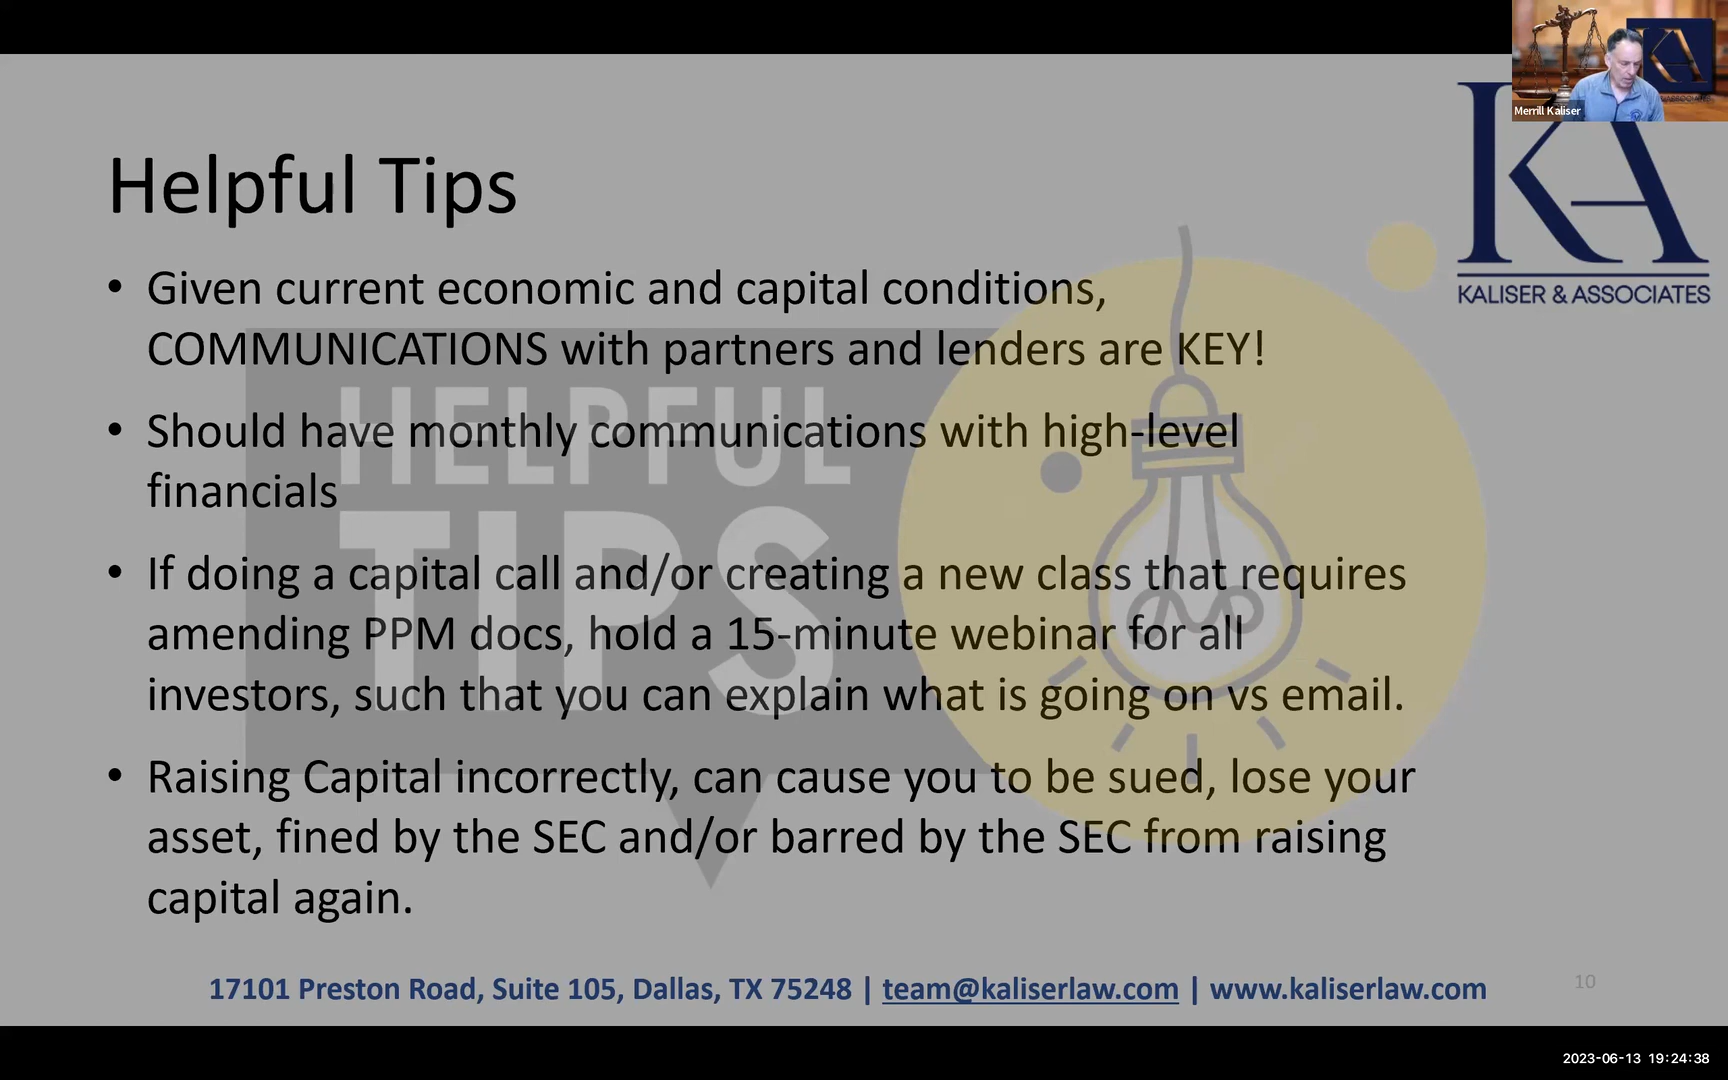 Merrill Kaliser
KA
KALISER & ASSOCIATES
Helpful Tips
• Given current economic and capital conditions,
COMMUNICATIONS with partners and lenders are KEY!
• Should have monthly communications with high-level
financials
• If doing a capital call and/or creating a new class that requires
amending PPM docs, hold a 15-minute webinar for all
investors, such that you can explain what is going on vs email.
• Raising Capital incorrectly, can cause you to be sued, lose your
asset, fined by the SEC and/or barred by the SEC from raising
capital again.
HELPFUL
TIPS
17101 Preston Road, Suite 105, Dallas, TX 75248 | team@kaliserlaw.com | www.kaliserlaw.com
10
2023-06-13 19:24:38